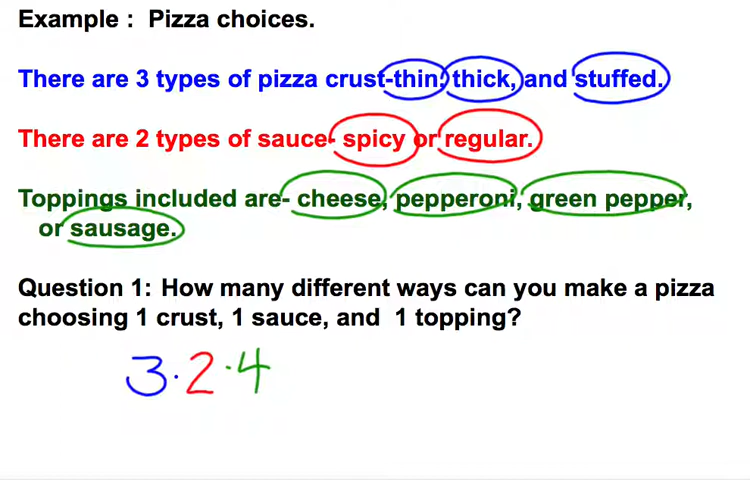 Example : Pizza choices.
There are 3 types of pizza crust-thin, thick, and stuffed.
There are 2 types of sauce- spicy or regular.
Toppings included are- cheese, pepperoni, green pepper,
or sausage.
Question 1: How many different ways can you make a pizza
choosing 1 crust, 1 sauce, and 1 topping?
3·2·4